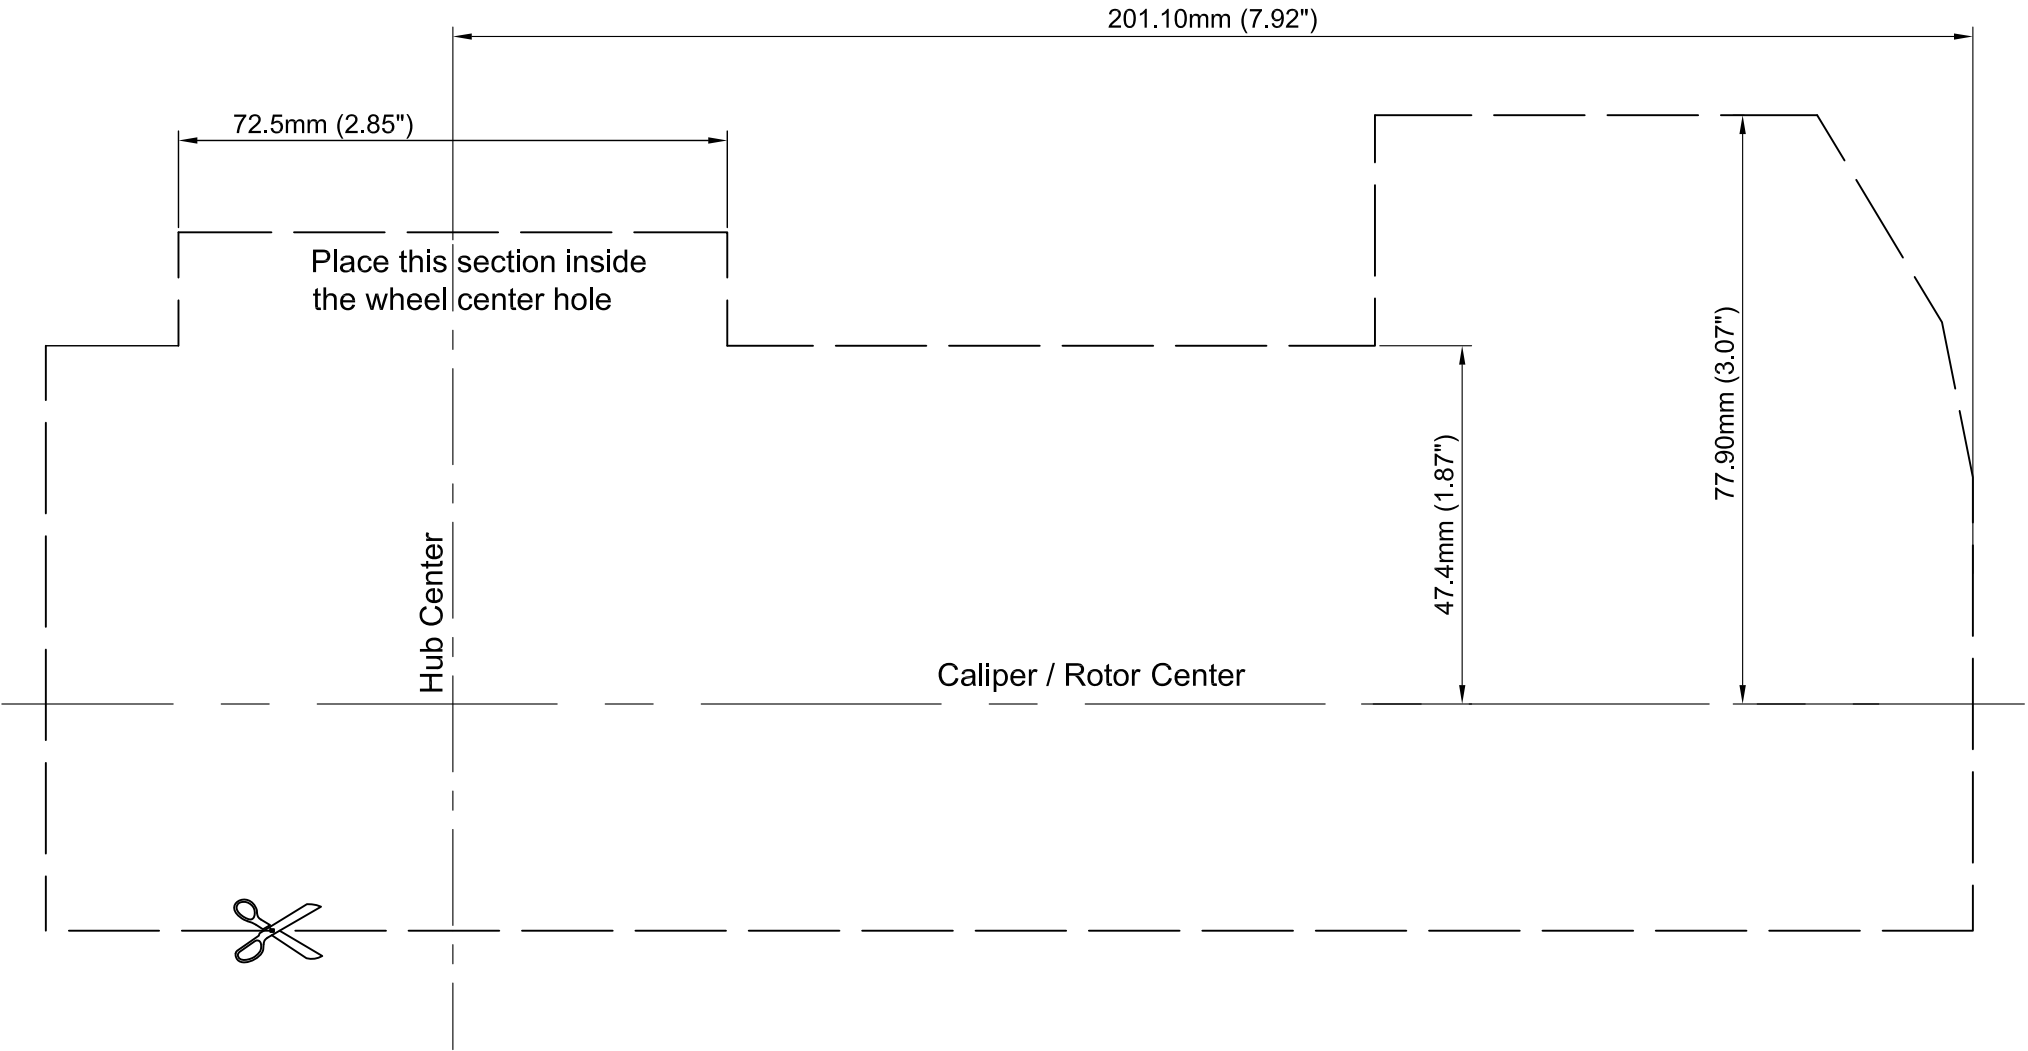 201.10mm (7.92")
72.5mm (2.85")
Place this section inside
the wheel center hole
77.90mm (3.07")
47.4mm (1.87")
Hub Center
Caliper / Rotor Center